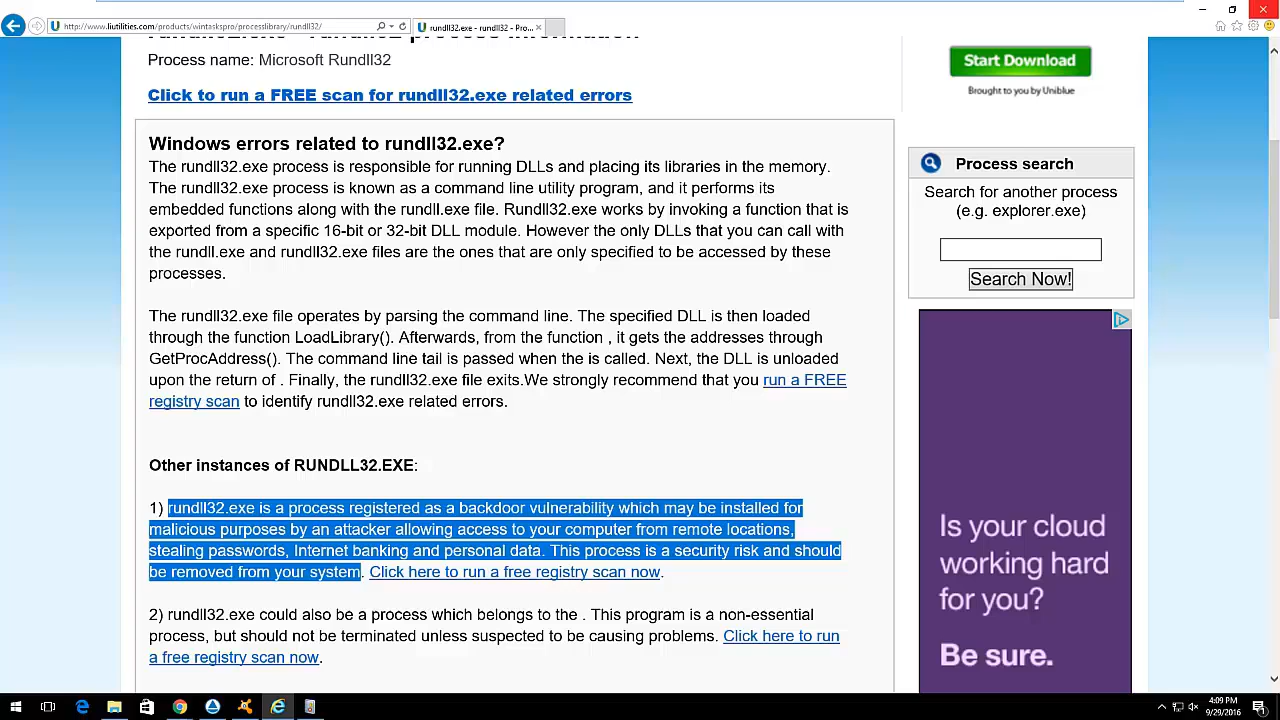 http://www.liutilities.com/products/wintaskspro/processlibrary/rundll32/
rundll32.exe - rundll32 - Pro...
Process name: Microsoft Rundll32
Click to run a FREE scan for rundll32.exe related errors
Windows errors related to rundll32.exe?
The rundll32.exe process is responsible for running DLLs and placing its libraries in the memory.
The rundll32.exe process is known as a command line utility program, and it performs its
embedded functions along with the rundll.exe file. Rundll32.exe works by invoking a function that is
exported from a specific 16-bit or 32-bit DLL module. However the only DLLs that you can call with
the rundll.exe and rundll32.exe files are the ones that are only specified to be accessed by these
processes.
The rundll32.exe file operates by parsing the command line. The specified DLL is then loaded
through the function LoadLibrary(). Afterwards, from the function , it gets the addresses through
GetProcAddress(). The command line tail is passed when the is called. Next, the DLL is unloaded
upon the return of . Finally, the rundll32.exe file exits.We strongly recommend that you run a FREE
registry scan to identify rundll32.exe related errors.
Other instances of RUNDLL32.EXE:
1) rundll32.exe is a process registered as a backdoor vulnerability which may be installed for
malicious purposes by an attacker allowing access to your computer from remote locations,
stealing passwords, Internet banking and personal data. This process is a security risk and should
be removed from your system. Click here to run a free registry scan now.
2) rundll32.exe could also be a process which belongs to the . This program is a non-essential
process, but should not be terminated unless suspected to be causing problems. Click here to run
a free registry scan now.
Start Download
Brought to you by Uniblue
Process search
Search for another process
(e.g. explorer.exe)
Search Now!
Is your cloud
working hard
for you?
Be sure.
4:09 PM
9/29/2016